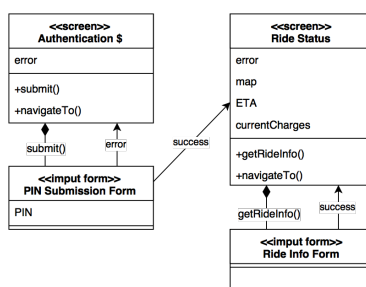 <<screen>>
Authentication $
error
+submit()
+navigateTo()
submit()
error
<<imput form>>
PIN Submission Form
PIN
success
<<screen>>
Ride Status
error
map
ETA
currentCharges
+getRideInfo()
+navigateTo()
getRideInfo()
success
<<imput form>>
Ride Info Form